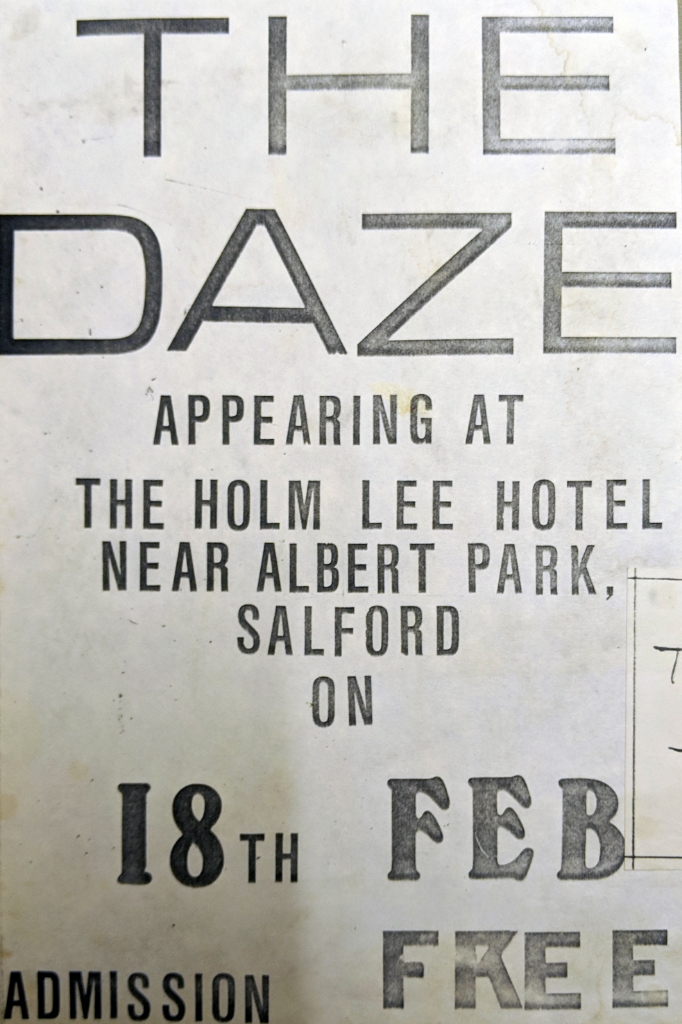 THE
DAZE
APPEARING AT
THE HOLM LEE HOTEL
NEAR ALBERT PARK,
SALFORD
ON
18TH FEB
ADMISSION FREE